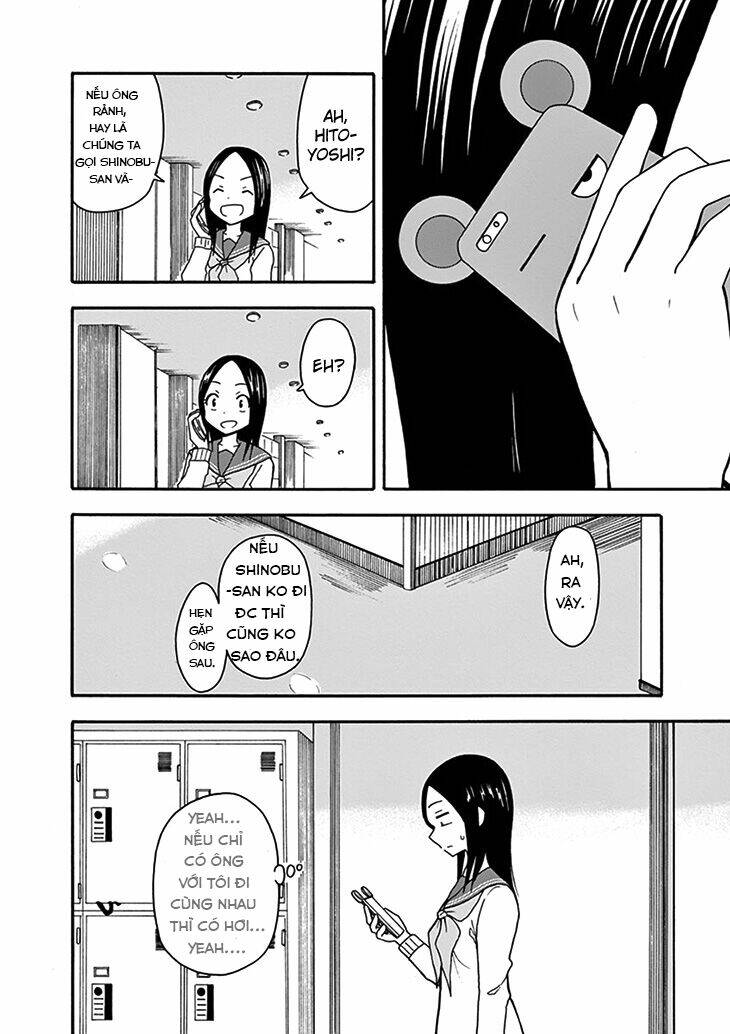 AH,
HITO-
YOSHI?
NẾU ÔNG
RẢNH,
HAY LÀ
CHÚNG TA
GỌI SHINOBU-
SAN VÀ-
EH?
AH,
RA
VẬY.
NẾU
SHINOBU
-SAN KO ĐI
ĐC THÌ
CŨNG KO
SAO ĐÂU.
HẸN
GẶP
ÔNG
SAU.
YEAH...
NẾU CHỈ
CÓ ÔNG
VỚI TÔI ĐI
CÙNG NHAU
THÌ CÓ HƠI...
YEAH....